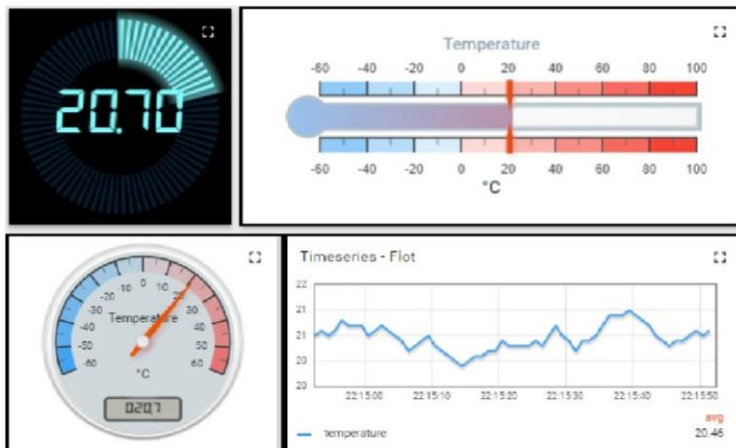 20.70
Temperature
-60 -40 -20 0 20 40 60 80 100
-60 -40 -20 0 20 40 60 80 100
°C
-60 -50 -40 -30 -20 -10 0 10 20 30 40 50 60
Temperature
°C
020.7
Timeseries - Flot
22
21
21
20
20
22:15:00 22:15:10 22:15:20 22:15:30 22:15:40 22:15:50
avg
temperature 20.46